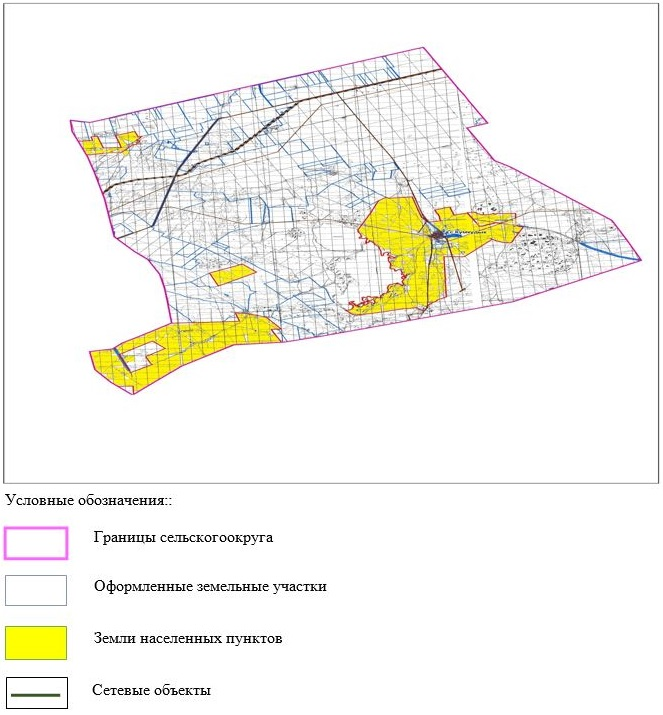 Условные обозначения::
Границы сельскогоокруга
Оформленные земельные участки
Земли населенных пунктов
Сетевые объекты